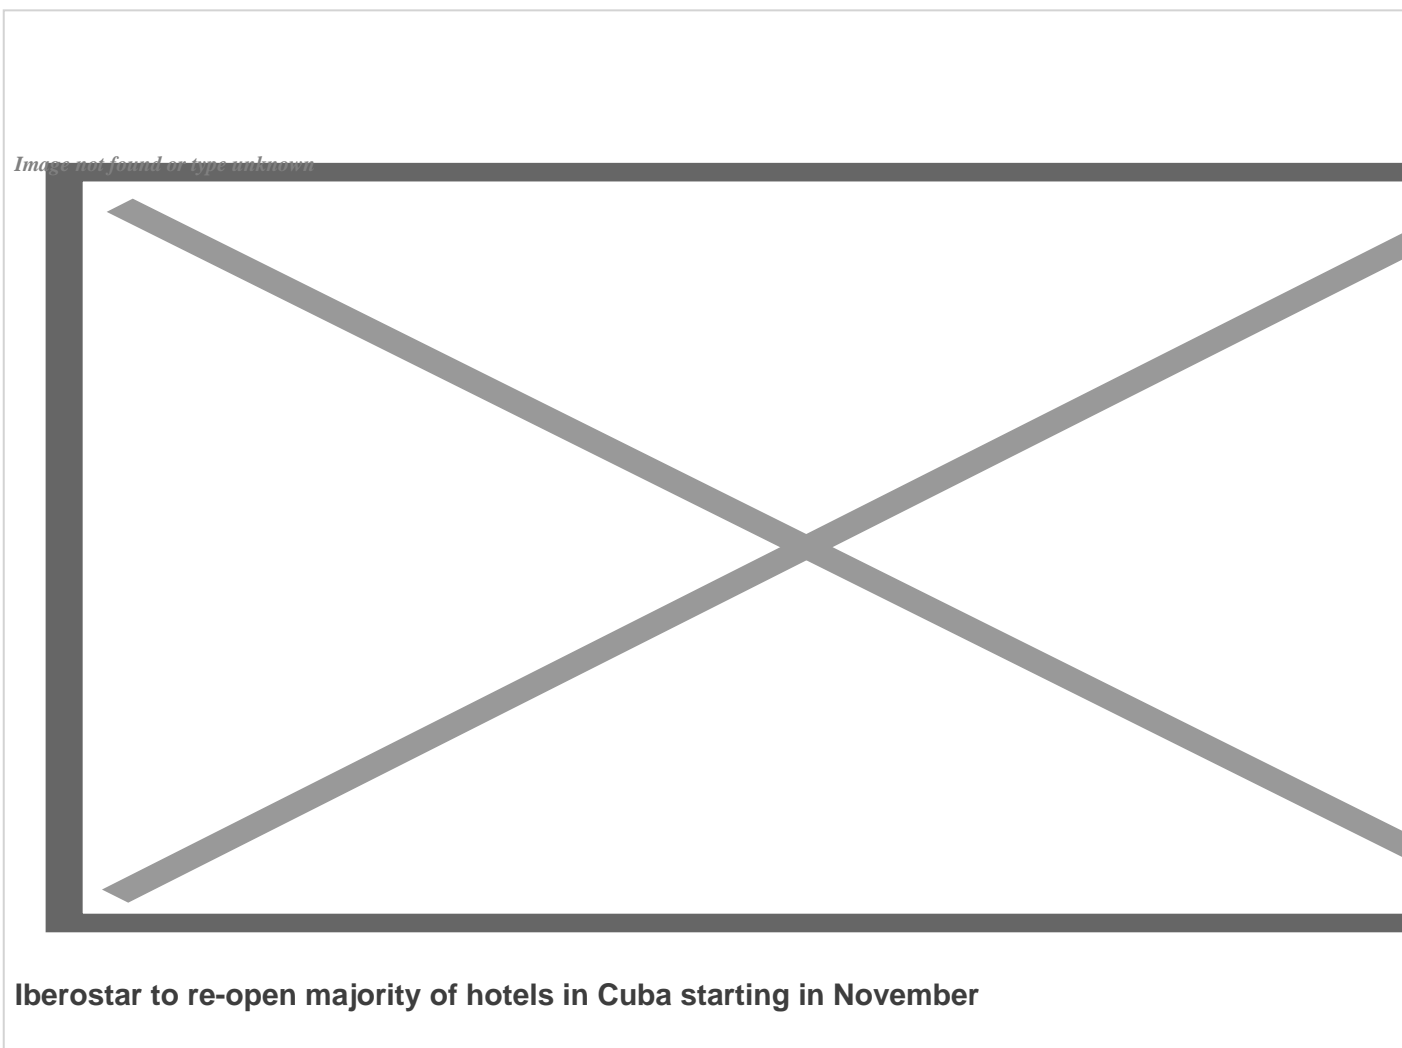 Image not found or type unknown
Iberostar to re-open majority of hotels in Cuba starting in November